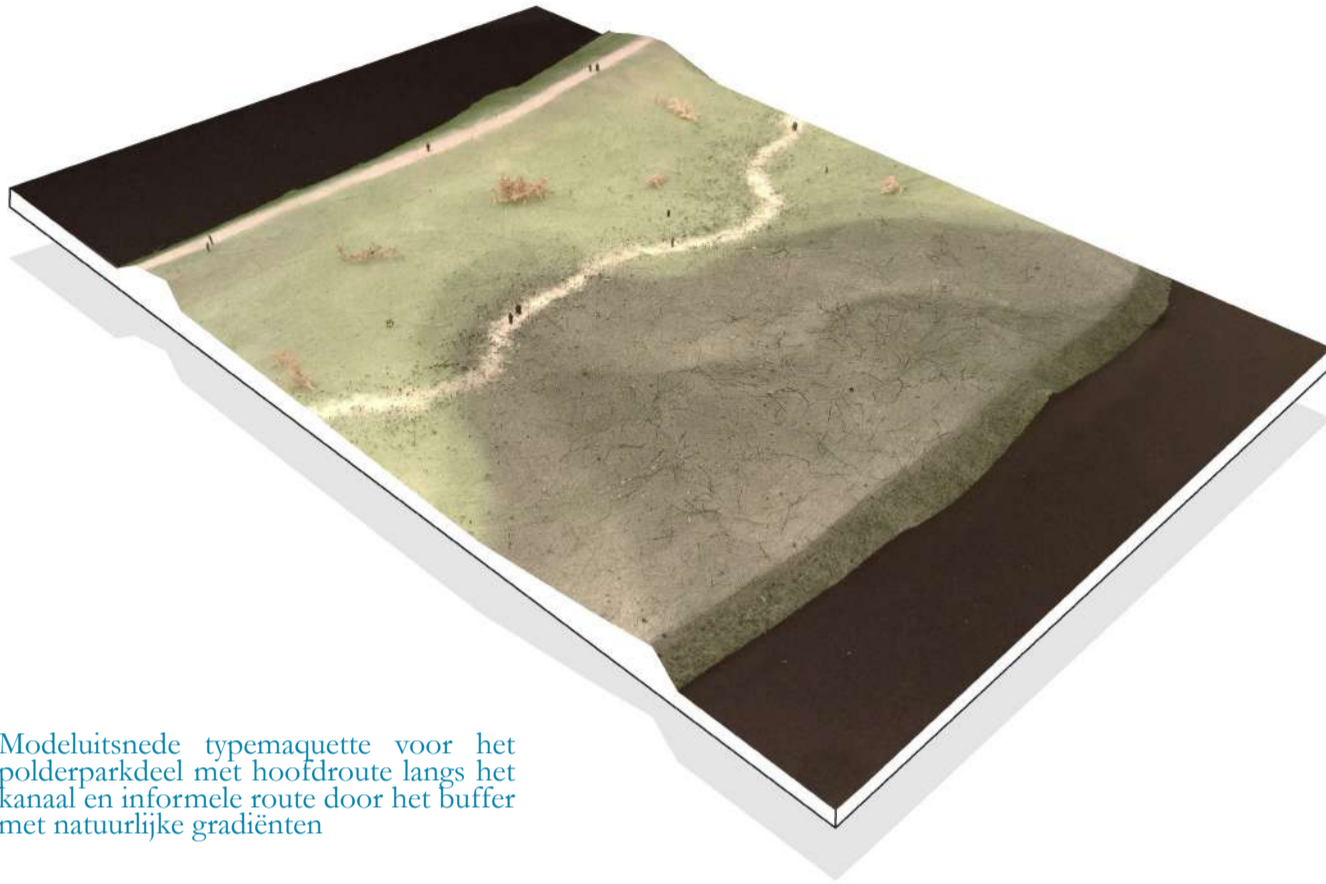 Modeluitsnede typemaquette voor het
polderparkdeel met hoofdroute langs het
kanaal en informele route door het buffer
met natuurlijke gradiënten